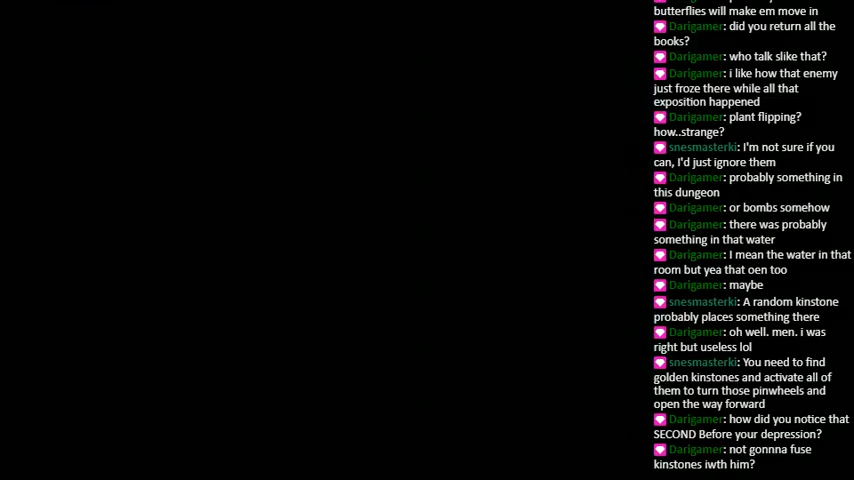 butterflies will make em move in
Darigamer: did you return all the
books?
Darigamer: who talk slike that?
Darigamer: i like how that enemy
just froze there while all that
exposition happened
Darigamer: plant flipping?
how..strange?
snesmasterki: I'm not sure if you
can, I'd just ignore them
Darigamer: probably something in
this dungeon
Darigamer: or bombs somehow
Darigamer: there was probably
something in that water
Darigamer: I mean the water in that
room but yea that oen too
Darigamer: maybe
snesmasterki: A random kinstone
probably places something there
Darigamer: oh well. men. i was
right but useless lol
snesmasterki: You need to find
golden kinstones and activate all of
them to turn those pinwheels and
open the way forward
Darigamer: how did you notice that
SECOND Before your depression?
Darigamer: not gonnna fuse
kinstones iwth him?